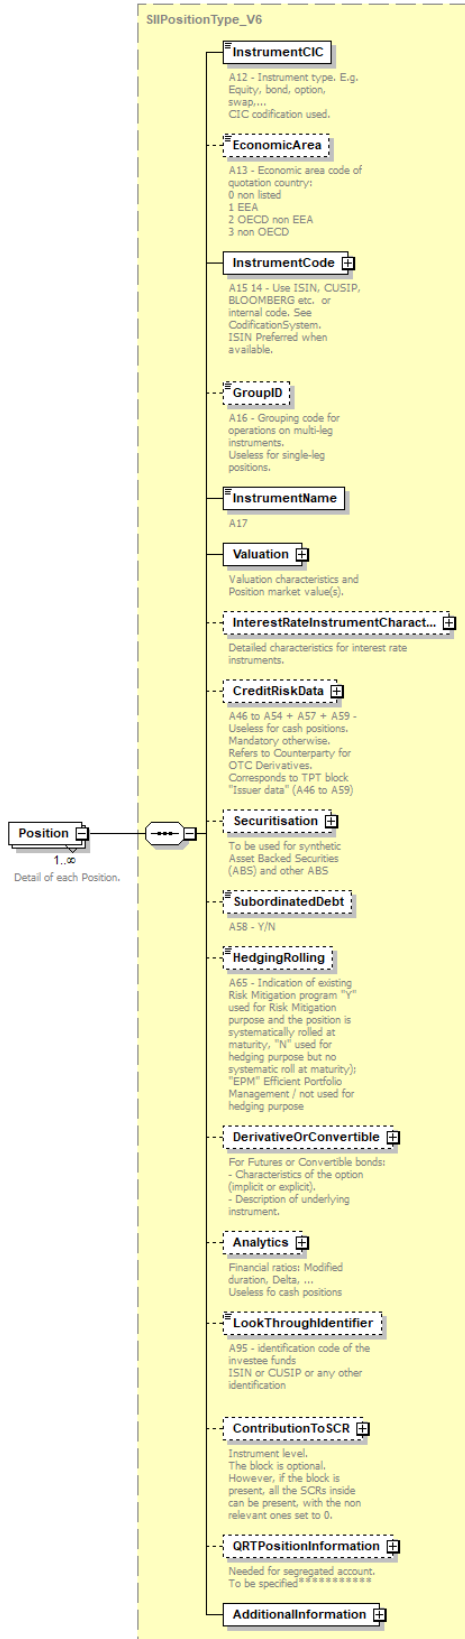 SIIPositionType_V6
InstrumentCIC
A12 - Instrument type, E.g.
Equity, bond, option,
swap,...
CIC codification used.
EconomicArea
A13 - Economic area code of
quotation country:
0 non listed
1 EEA
2 OECD non EEA
3 non OECD
InstrumentCode
A15 14 - Use ISIN, CUSIP,
BLOOMBERG etc.  or
internal code. See
CodificationSystem.
ISIN Preferred when
available.
GroupID
A16 - Grouping code for
operations on multi-leg
instruments.
Useless for single-leg
positions.
InstrumentName
A17
Valuation
Valuation characteristics and
Position market value(s).
InterestRateInstrumentCharact...
Detailed characteristics for interest rate
instruments.
CreditRiskData
A46 to A54 + A57 + A59 -
Useless for cash positions.
Mandatory otherwise.
Refers to Counterparty for
OTC Derivatives.
Corresponds to TPT block
"Issuer data" (A46 to A59)
Position
1..∞
Detail of each Position.
Securitisation
To be used for synthetic
Asset Backed Securities
(ABS) and other ABS
SubordinatedDebt
A58 - Y/N
HedgingRolling
A65 - Indication of existing
Risk Mitigation program "Y"
used for Risk Mitigation
purpose and the position is
systematically rolled at
maturity, "N" used for
hedging purpose but no
systematic roll at maturity);
"EPM" Efficient Portfolio
Management / not used for
hedging purpose
DerivativeOrConvertible
For Futures or Convertible bonds:
- Characteristics of the option
(implicit or explicit).
- Description of underlying
instrument.
Analytics
Financial ratios: Modified
duration, Delta, ...
Useless fo cash positions
LookThroughIdentifier
A95 - identification code of the
investee funds
ISIN or CUSIP or any other
identification
ContributionToSCR
Instrument level.
The block is optional.
However, if the block is
present, all the SCRs inside
can be present, with the non
relevant ones set to 0.
QRTPositionInformation
Needed for segregated account.
To be specified***********
AdditionalInformation